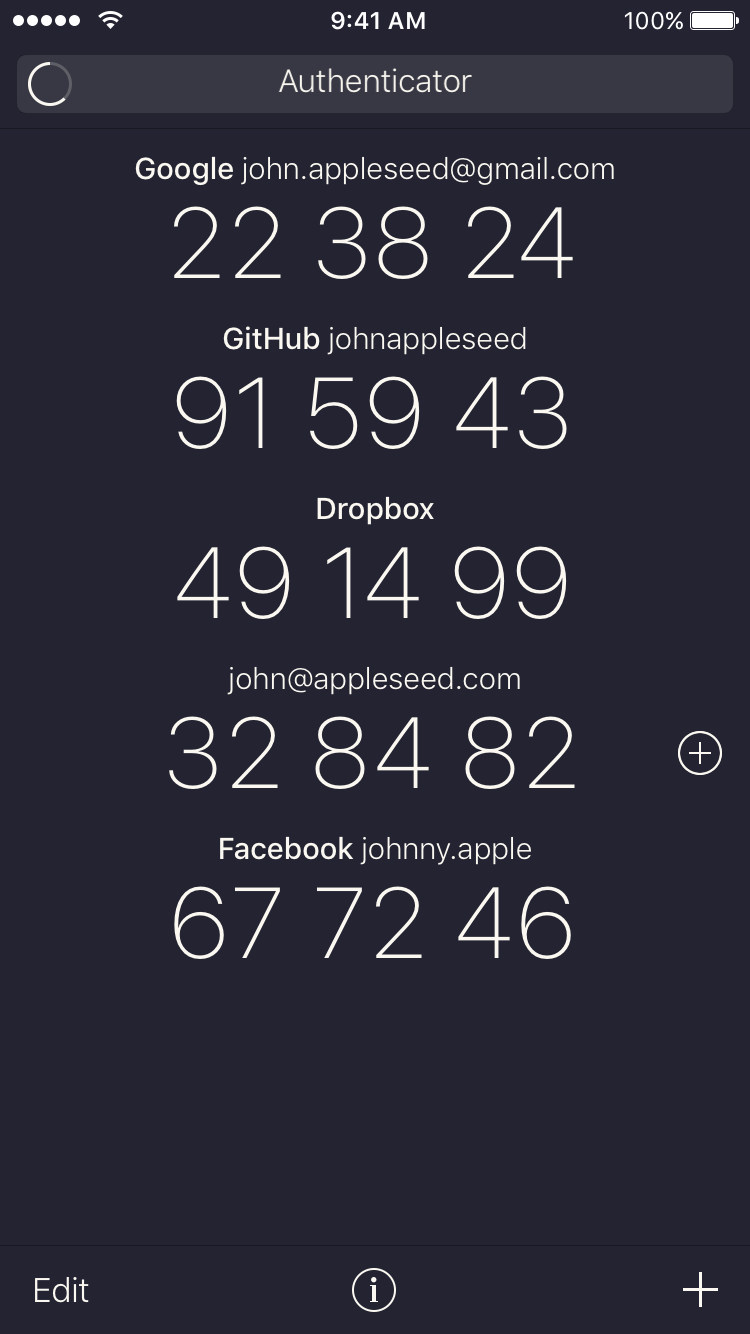 9:41 AM 100%
Authenticator
Google john.appleseed@gmail.com
22 38 24
GitHub johnappleseed
91 59 43
Dropbox
49 14 99
john@appleseed.com
32 84 82
Facebook johnny.apple
67 72 46
Edit i +